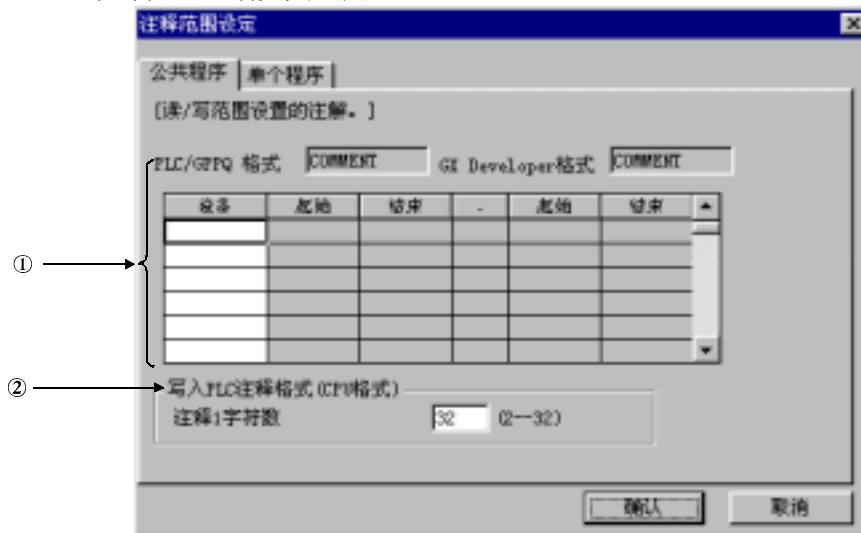 注释范围设定
公共程序 单个程序
[读/写范围设置的注解。]
PLC/GPPQ 格式 COMMENT GX Developer格式 COMMENT
设备 起始 结束 - 起始 结束
①
② 写入PLC注释格式(CPU格式)
注释1字符数 32 (2--32)
确认 取消